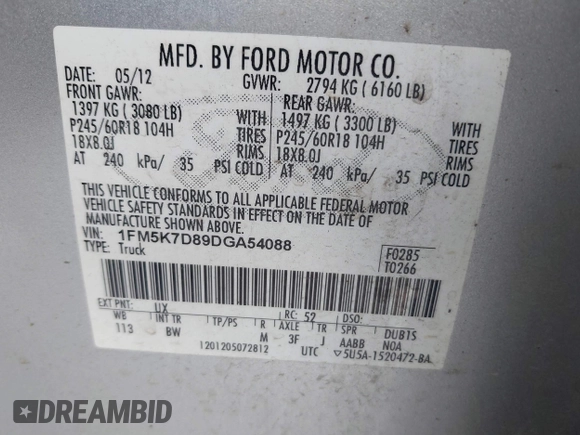 MFD. BY FORD MOTOR CO.
DATE: 05/12 GVWR: 2794 KG ( 6160 LB)
FRONT GAWR: REAR GAWR:
1397 KG ( 3080 LB) WITH 1497 KG ( 3300 LB) WITH
P245/60R18 104H TIRES P245/60R18 104H TIRES
18X8.0J RIMS 18X8.0J RIMS
AT 240 kPa/ 35 PSI COLD AT 240 kPa/ 35 PSI COLD
THIS VEHICLE CONFORMS TO ALL APPLICABLE FEDERAL MOTOR
VEHICLE SAFETY STANDARDS IN EFFECT ON THE DATE OF
MANUFACTURE SHOWN ABOVE.
VIN: 1FM5K7D89DGA54088
TYPE: Truck
F0285
T0266
EXT PNT: UX RC: 52 DSO:
WB INT TR TP/PS R AXLE TR SPR DUB1S
113 BW M 3F J AABB N0A
1201205072812 UTC ▽5U5A-1520472-BA
DREAMBID